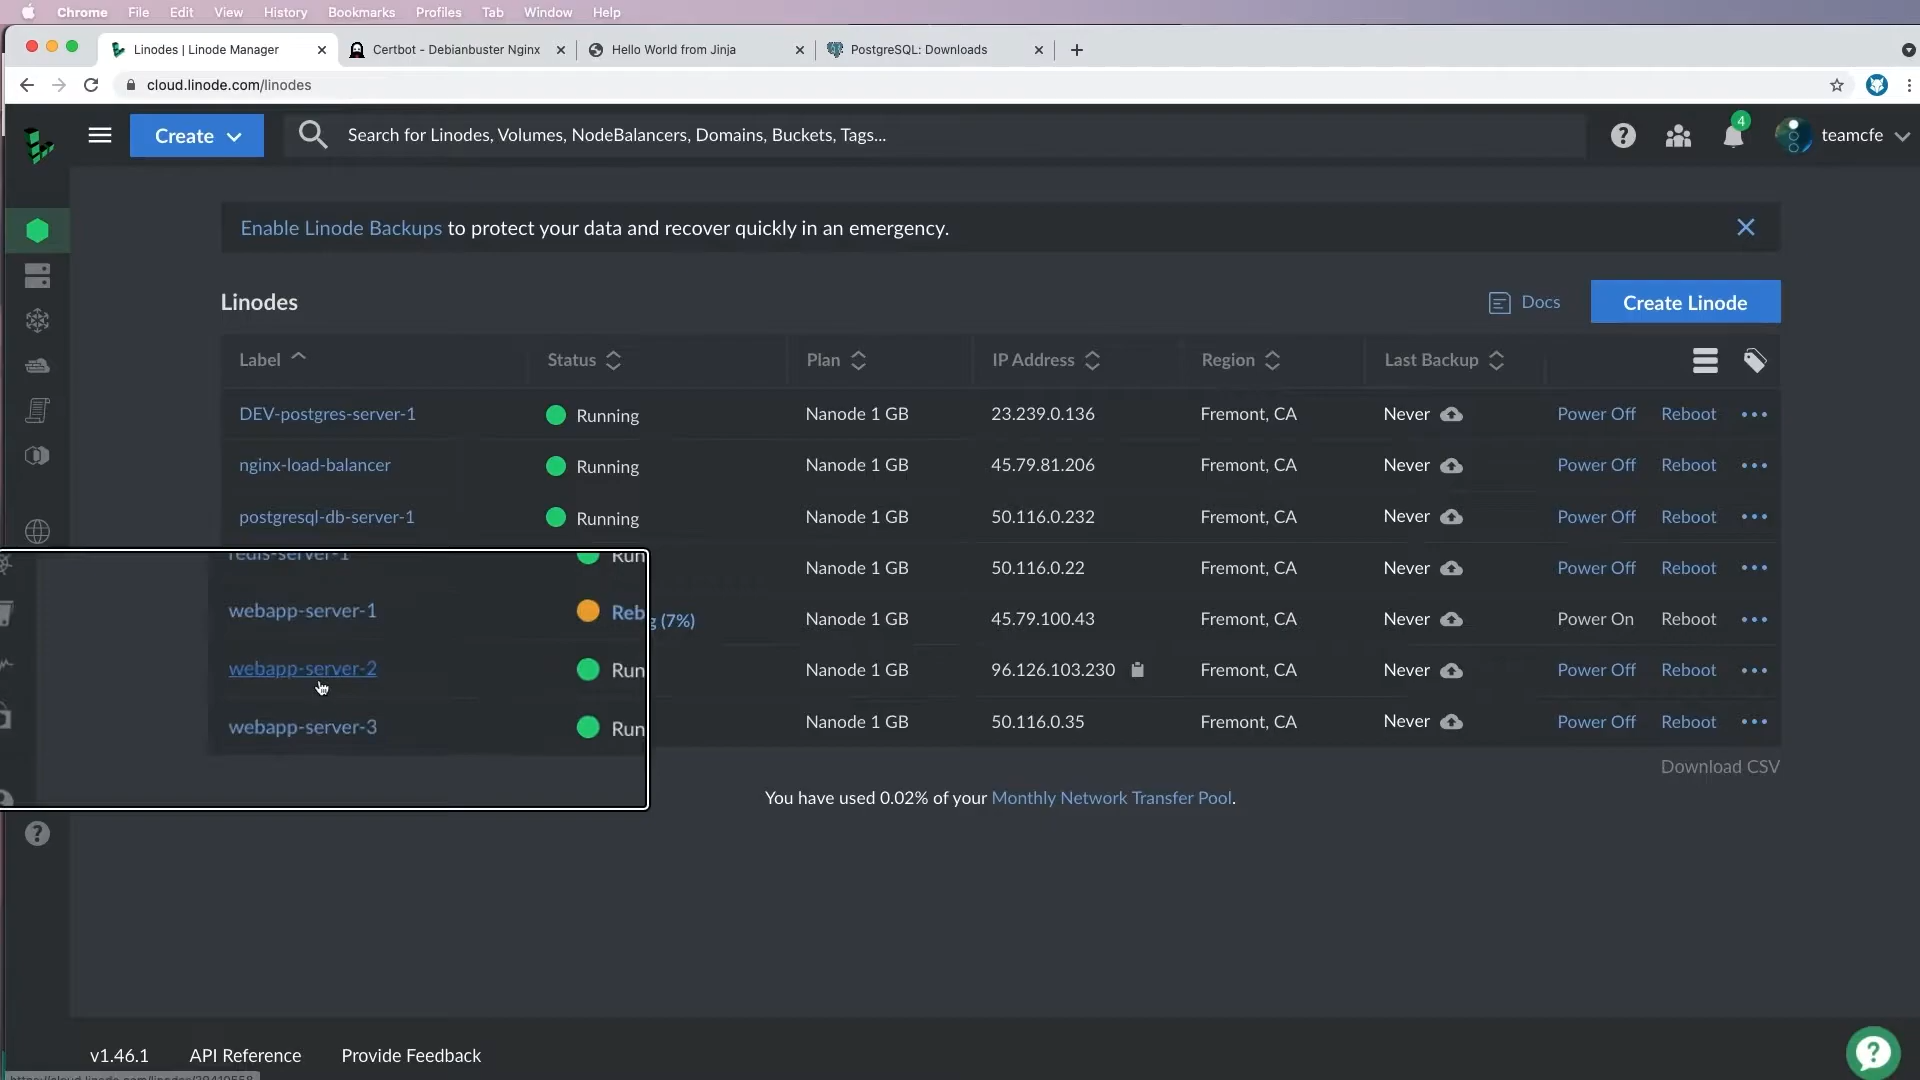 Chrome File Edit View History Bookmarks Profiles Tab Window Help
Linodes | Linode Manager Certbot - Debianbuster Nginx Hello World from Jinja PostgreSQL: Downloads
cloud.linode.com/linodes
Create Search for Linodes, Volumes, NodeBalancers, Domains, Buckets, Tags... 4 teamcfe
Enable Linode Backups to protect your data and recover quickly in an emergency.
Linodes Docs Create Linode
Label Status Plan IP Address Region Last Backup
DEV-postgres-server-1 Running Nanode 1 GB 23.239.0.136 Fremont, CA Never Power Off Reboot
nginx-load-balancer Running Nanode 1 GB 45.79.81.206 Fremont, CA Never Power Off Reboot
postgresql-db-server-1 Running Nanode 1 GB 50.116.0.232 Fremont, CA Never Power Off Reboot
redis-server-1 Run Nanode 1 GB 50.116.0.22 Fremont, CA Never Power Off Reboot
webapp-server-1 Reb g (7%) Nanode 1 GB 45.79.100.43 Fremont, CA Never Power On Reboot
webapp-server-2 Run Nanode 1 GB 96.126.103.230 Fremont, CA Never Power Off Reboot
webapp-server-3 Run Nanode 1 GB 50.116.0.35 Fremont, CA Never Power Off Reboot
Download CSV
You have used 0.02% of your Monthly Network Transfer Pool.
v1.46.1 API Reference Provide Feedback